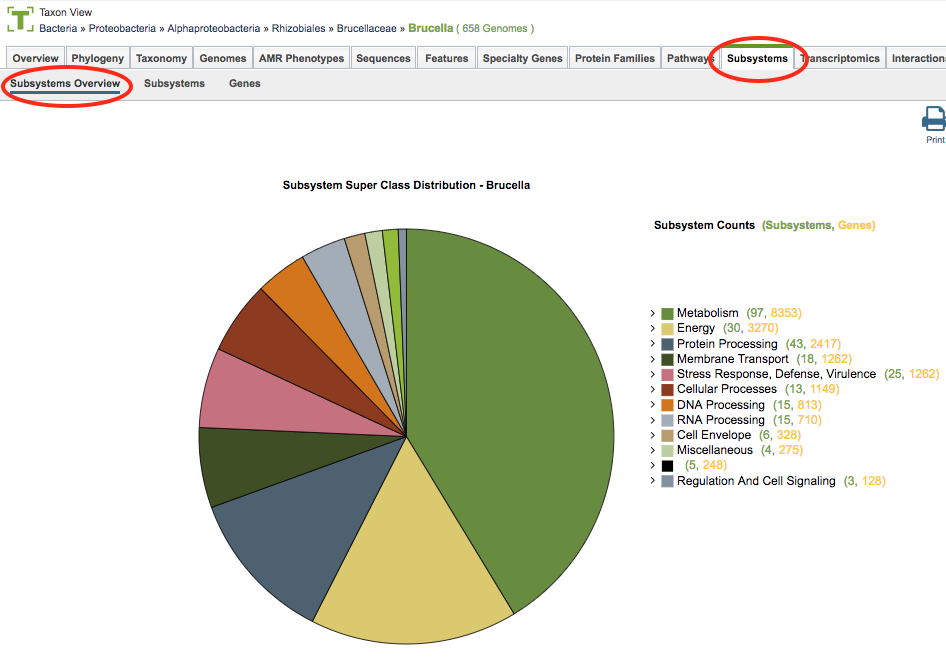 Taxon View
Bacteria » Proteobacteria » Alphaproteobacteria » Rhizobiales » Brucellaceae » Brucella ( 658 Genomes )
Overview Phylogeny Taxonomy Genomes AMR Phenotypes Sequences Features Specialty Genes Protein Families Pathways Subsystems Transcriptomics Interactions
Subsystems Overview Subsystems Genes
Print
Subsystem Super Class Distribution - Brucella
Subsystem Counts (Subsystems, Genes)
Metabolism (97, 8353)
Energy (30, 3270)
Protein Processing (43, 2417)
Membrane Transport (18, 1262)
Stress Response, Defense, Virulence (25, 1262)
Cellular Processes (13, 1149)
DNA Processing (15, 813)
RNA Processing (15, 710)
Cell Envelope (6, 328)
Miscellaneous (4, 275)
(5, 248)
Regulation And Cell Signaling (3, 128)